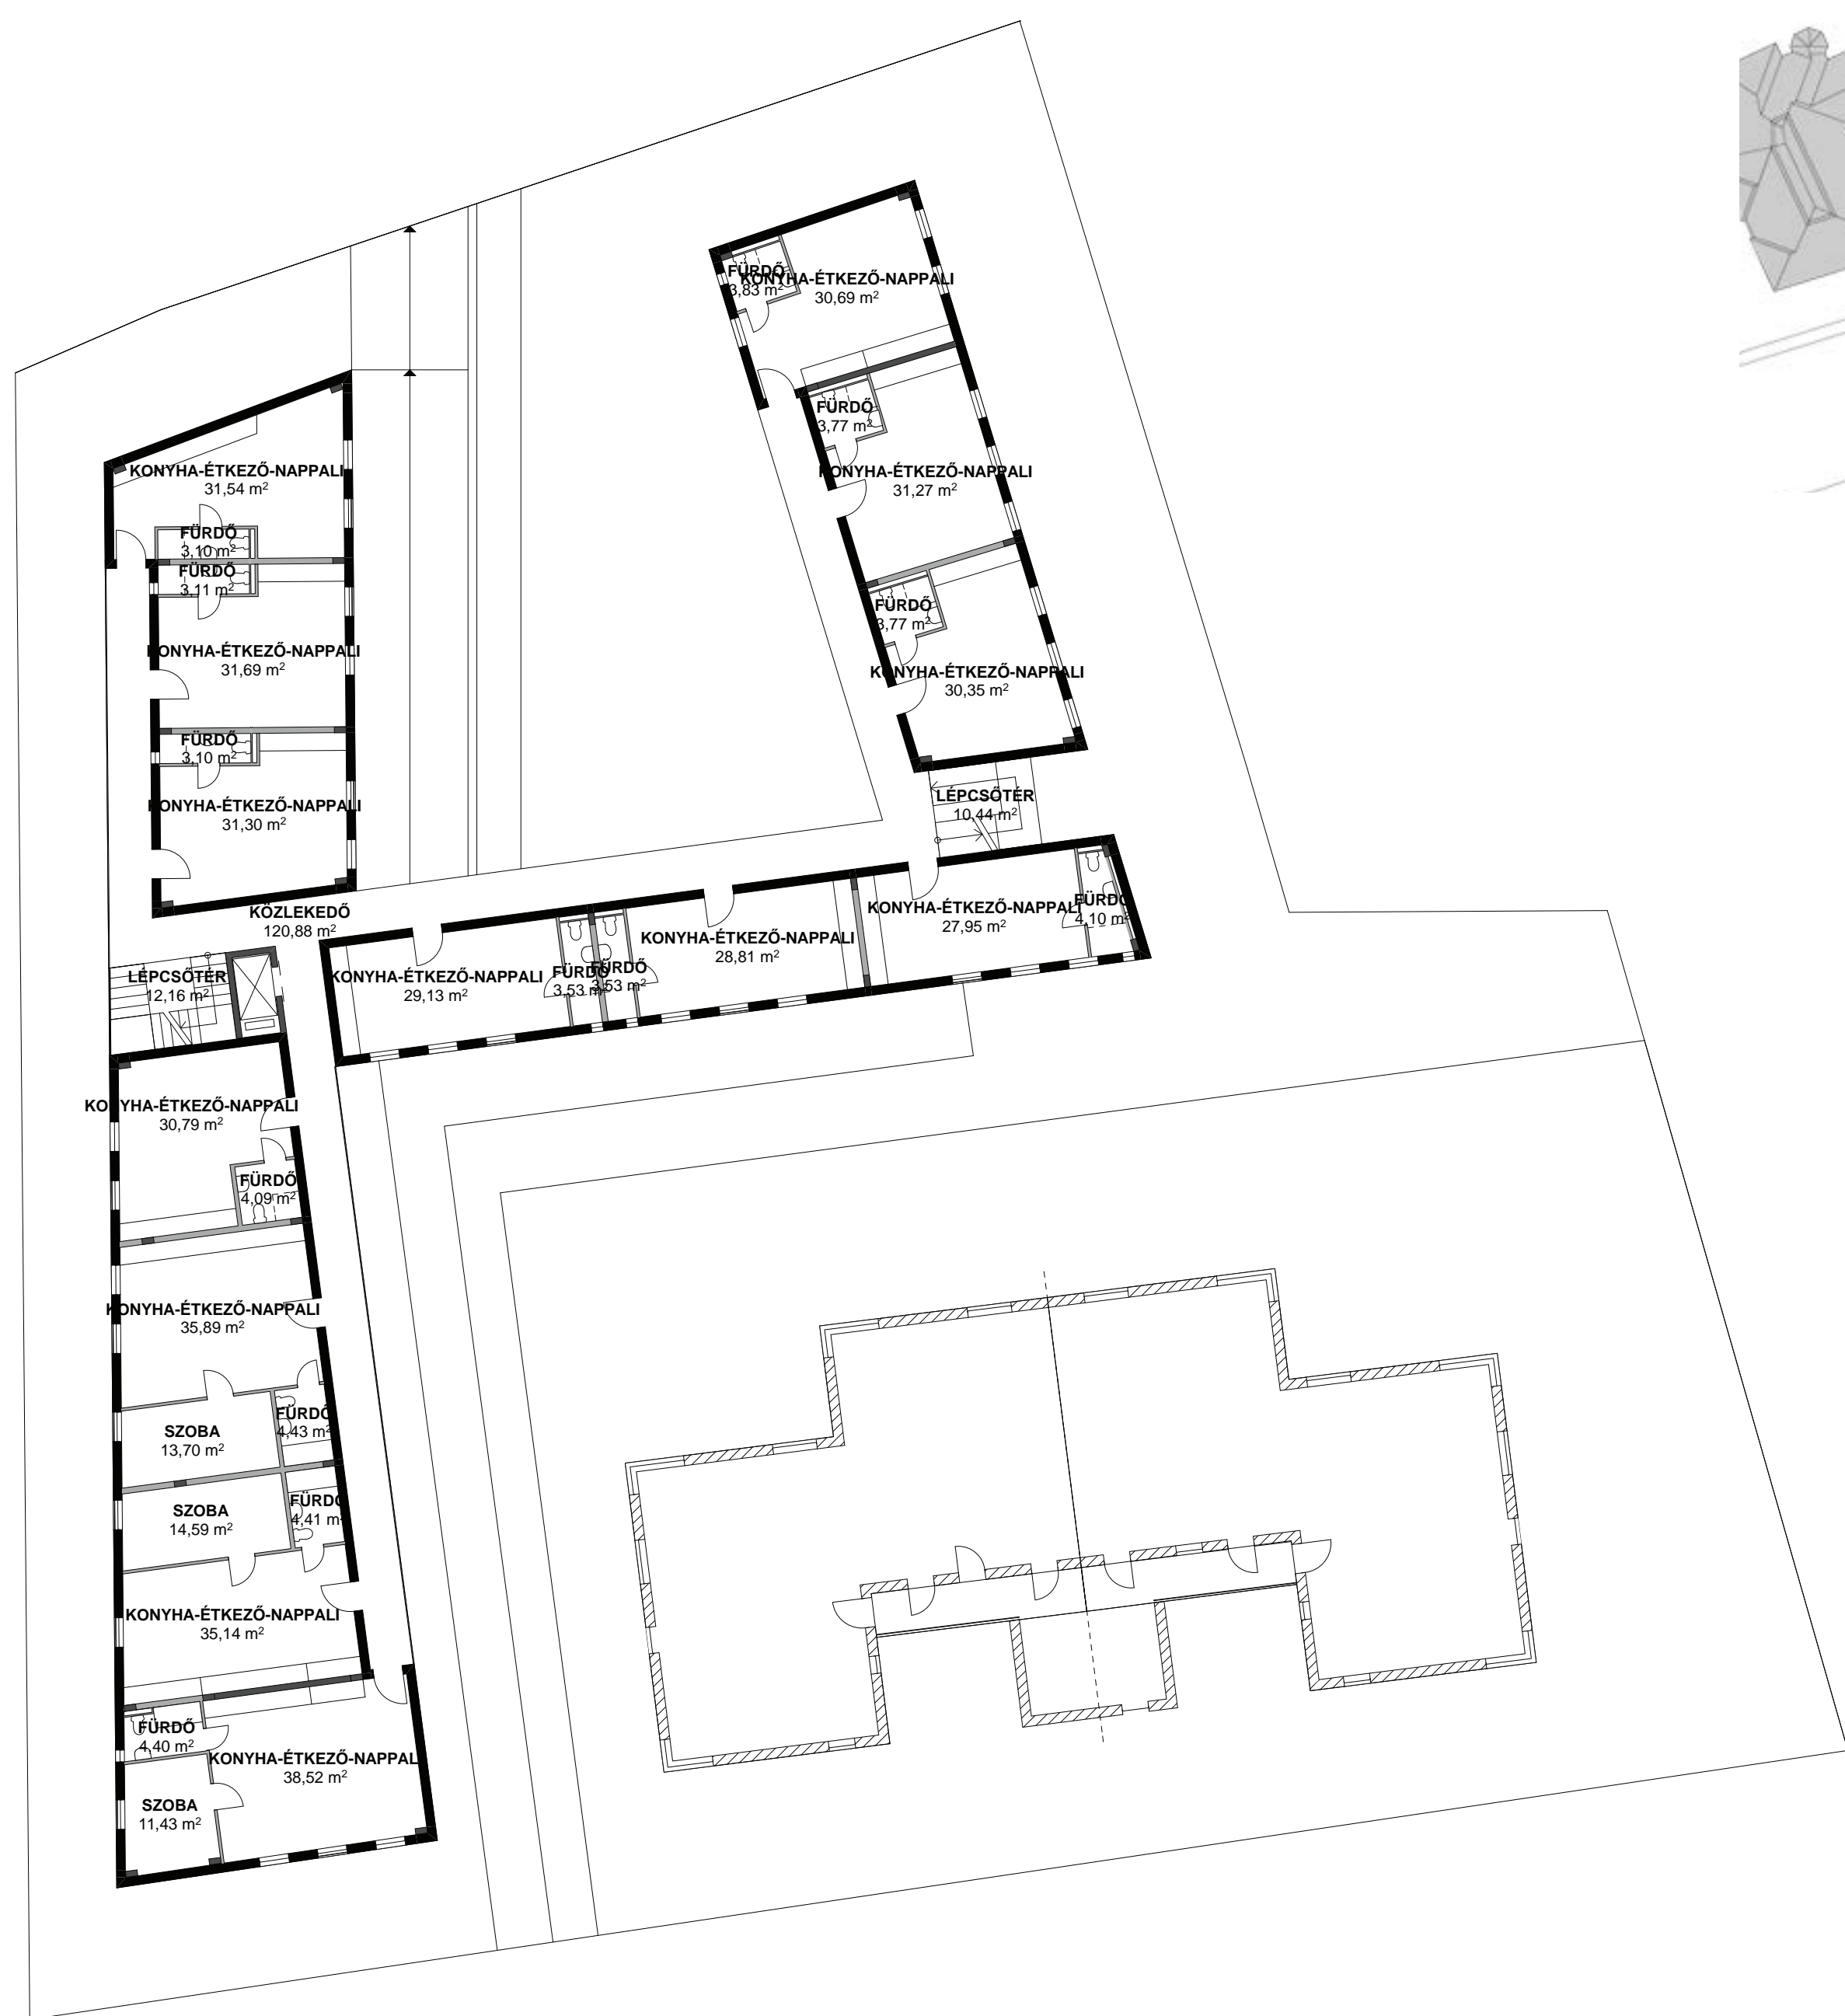 FÜRDŐ
3,83 m²
KONYHA-ÉTKEZŐ-NAPPALI
30,69 m²
FÜRDŐ
3,77 m²
KONYHA-ÉTKEZŐ-NAPPALI
31,27 m²
KONYHA-ÉTKEZŐ-NAPPALI
31,54 m²
FÜRDŐ
3,10 m²
FÜRDŐ
3,11 m²
FÜRDŐ
3,77 m²
KONYHA-ÉTKEZŐ-NAPPALI
31,69 m²
KONYHA-ÉTKEZŐ-NAPPALI
30,35 m²
FÜRDŐ
3,10 m²
KONYHA-ÉTKEZŐ-NAPPALI
31,30 m²
LÉPCSŐTÉR
10,44 m²
KÖZLEKEDŐ
120,88 m²
KONYHA-ÉTKEZŐ-NAPPALI
27,95 m²
FÜRDŐ
4,10 m²
KONYHA-ÉTKEZŐ-NAPPALI
28,81 m²
LÉPCSŐTÉR
12,16 m²
KONYHA-ÉTKEZŐ-NAPPALI
29,13 m²
FÜRDŐ
3,53 m²
FÜRDŐ
3,53 m²
KONYHA-ÉTKEZŐ-NAPPALI
30,79 m²
FÜRDŐ
4,09 m²
KONYHA-ÉTKEZŐ-NAPPALI
35,89 m²
FÜRDŐ
4,43 m²
SZOBA
13,70 m²
FÜRDŐ
4,41 m²
SZOBA
14,59 m²
KONYHA-ÉTKEZŐ-NAPPALI
35,14 m²
FÜRDŐ
4,40 m²
KONYHA-ÉTKEZŐ-NAPPALI
38,52 m²
SZOBA
11,43 m²